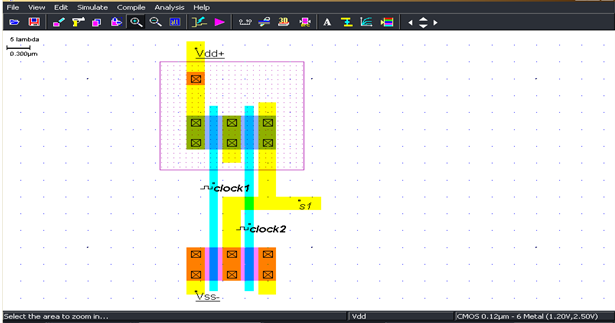 File View Edit Simulate Compile Analysis Help
6 lambda
0.300µm
Vdd+
clock1
s1
clock2
Vss-
Select the area to zoom in... Vdd CMOS 0.12µm - 6 Metal (1.20V,2.50V)